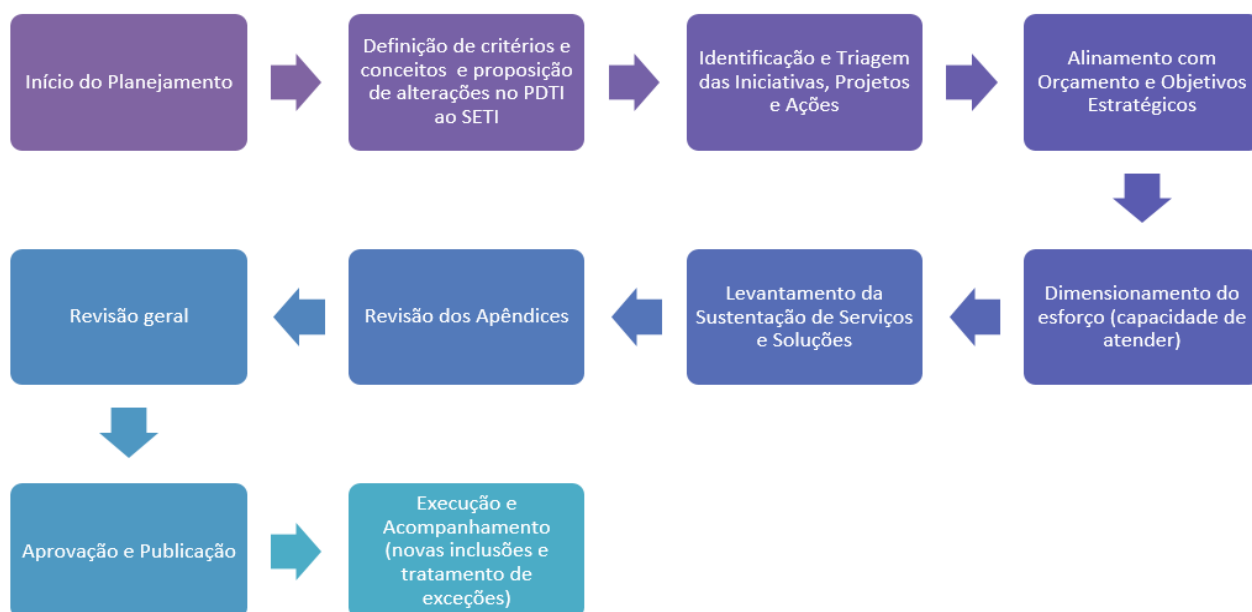 Início do Planejamento
Definição de critérios e
conceitos e proposição
de alterações no PDTI
ao SETI
Identificação e Triagem
das Iniciativas, Projetos
e Ações
Alinamento com
Orçamento e Objetivos
Estratégicos
Dimensionamento do
esforço (capacidade de
atender)
Levantamento da
Sustentação de Serviços
e Soluções
Revisão dos Apêndices
Revisão geral
Aprovação e Publicação
Execução e
Acompanhamento
(novas inclusões e
tratamento de
exceções)